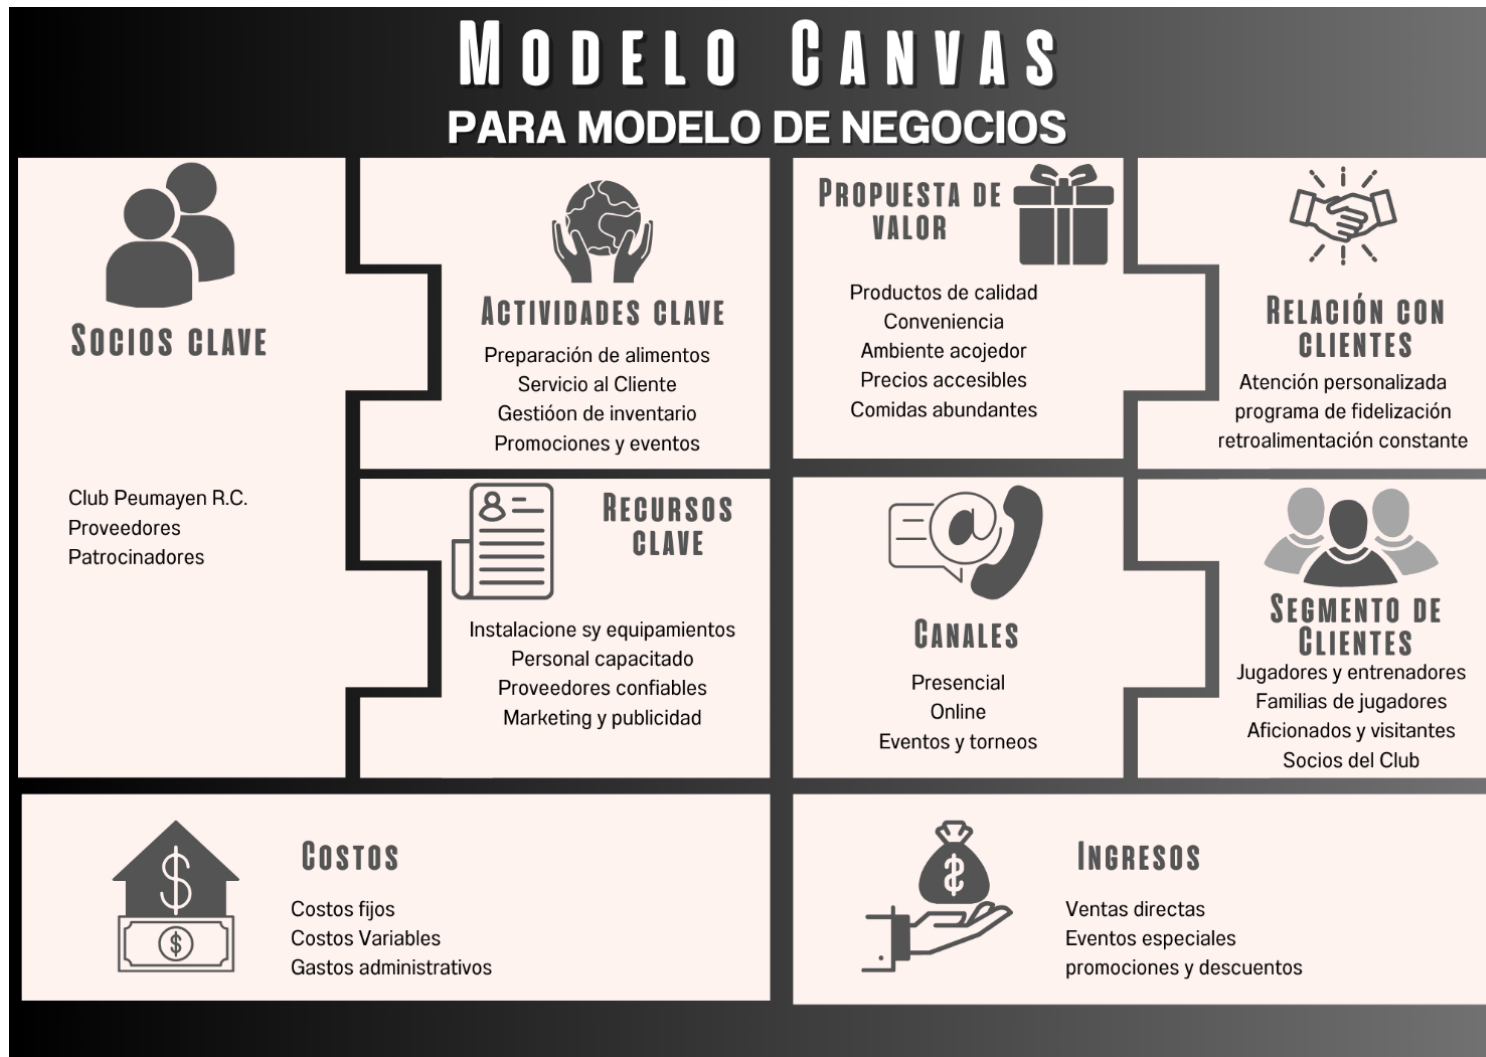 MODELO CANVAS
PARA MODELO DE NEGOCIOS
SOCIOS CLAVE
Club Peumayen R.C.
Proveedores
Patrocinadores
ACTIVIDADES CLAVE
Preparación de alimentos
Servicio al Cliente
Gestióon de inventario
Promociones y eventos
RECURSOS
CLAVE
Instalacione sy equipamientos
Personal capacitado
Proveedores confiables
Marketing y publicidad
PROPUESTA DE
VALOR
Productos de calidad
Conveniencia
Ambiente acojedor
Precios accesibles
Comidas abundantes
CANALES
Presencial
Online
Eventos y torneos
RELACIÓN CON
CLIENTES
Atención personalizada
programa de fidelización
retroalimentación constante
SEGMENTO DE
CLIENTES
Jugadores y entrenadores
Familias de jugadores
Aficionados y visitantes
Socios del Club
COSTOS
Costos fijos
Costos Variables
Gastos administrativos
INGRESOS
Ventas directas
Eventos especiales
promociones y descuentos